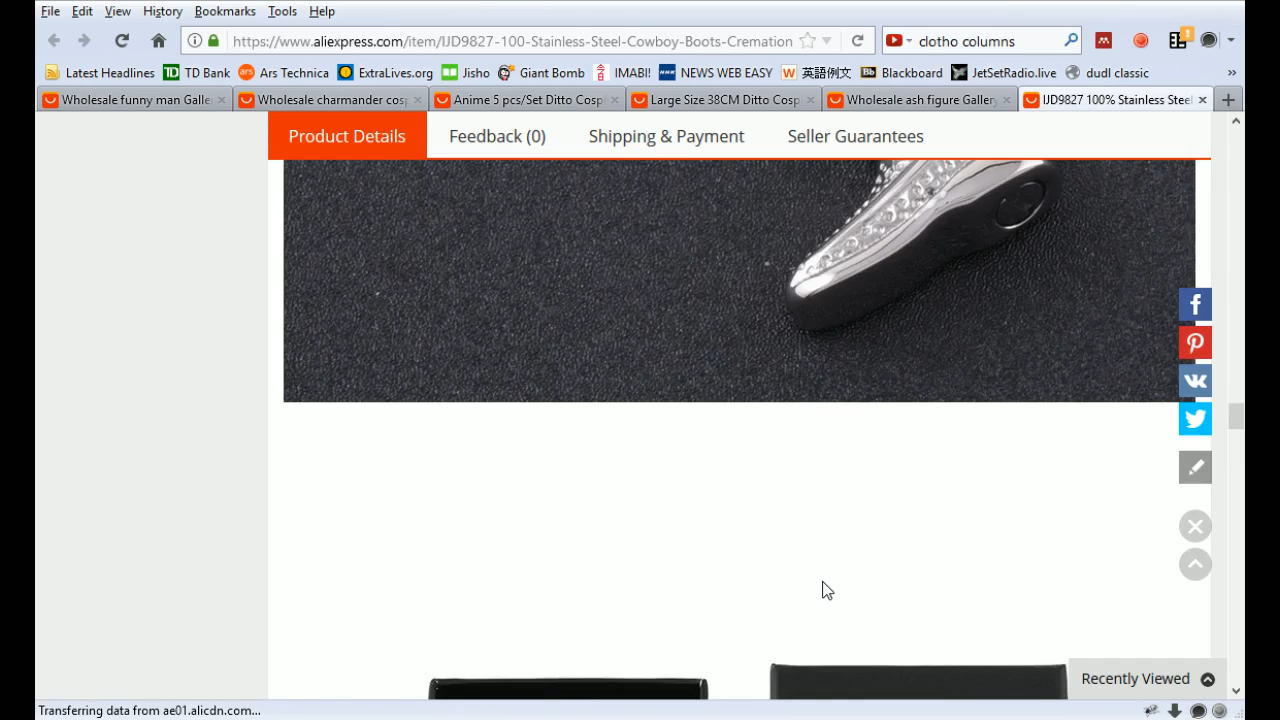 File Edit View History Bookmarks Tools Help
https://www.aliexpress.com/item/IJD9827-100-Stainless-Steel-Cowboy-Boots-Cremation clotho columns 1
Latest Headlines TD Bank Ars Technica ExtraLives.org Jisho Giant Bomb IMABI! NEWS WEB EASY 英語例文 Blackboard JetSetRadio.live dudl classic
Wholesale funny man Galle Wholesale charmander cosp Anime 5 pcs/Set Ditto Cospl Large Size 38CM Ditto Cosp Wholesale ash figure Gallery IJD9827 100% Stainless Steel
Product Details Feedback (0) Shipping & Payment Seller Guarantees
Recently Viewed
Transferring data from ae01.alicdn.com...